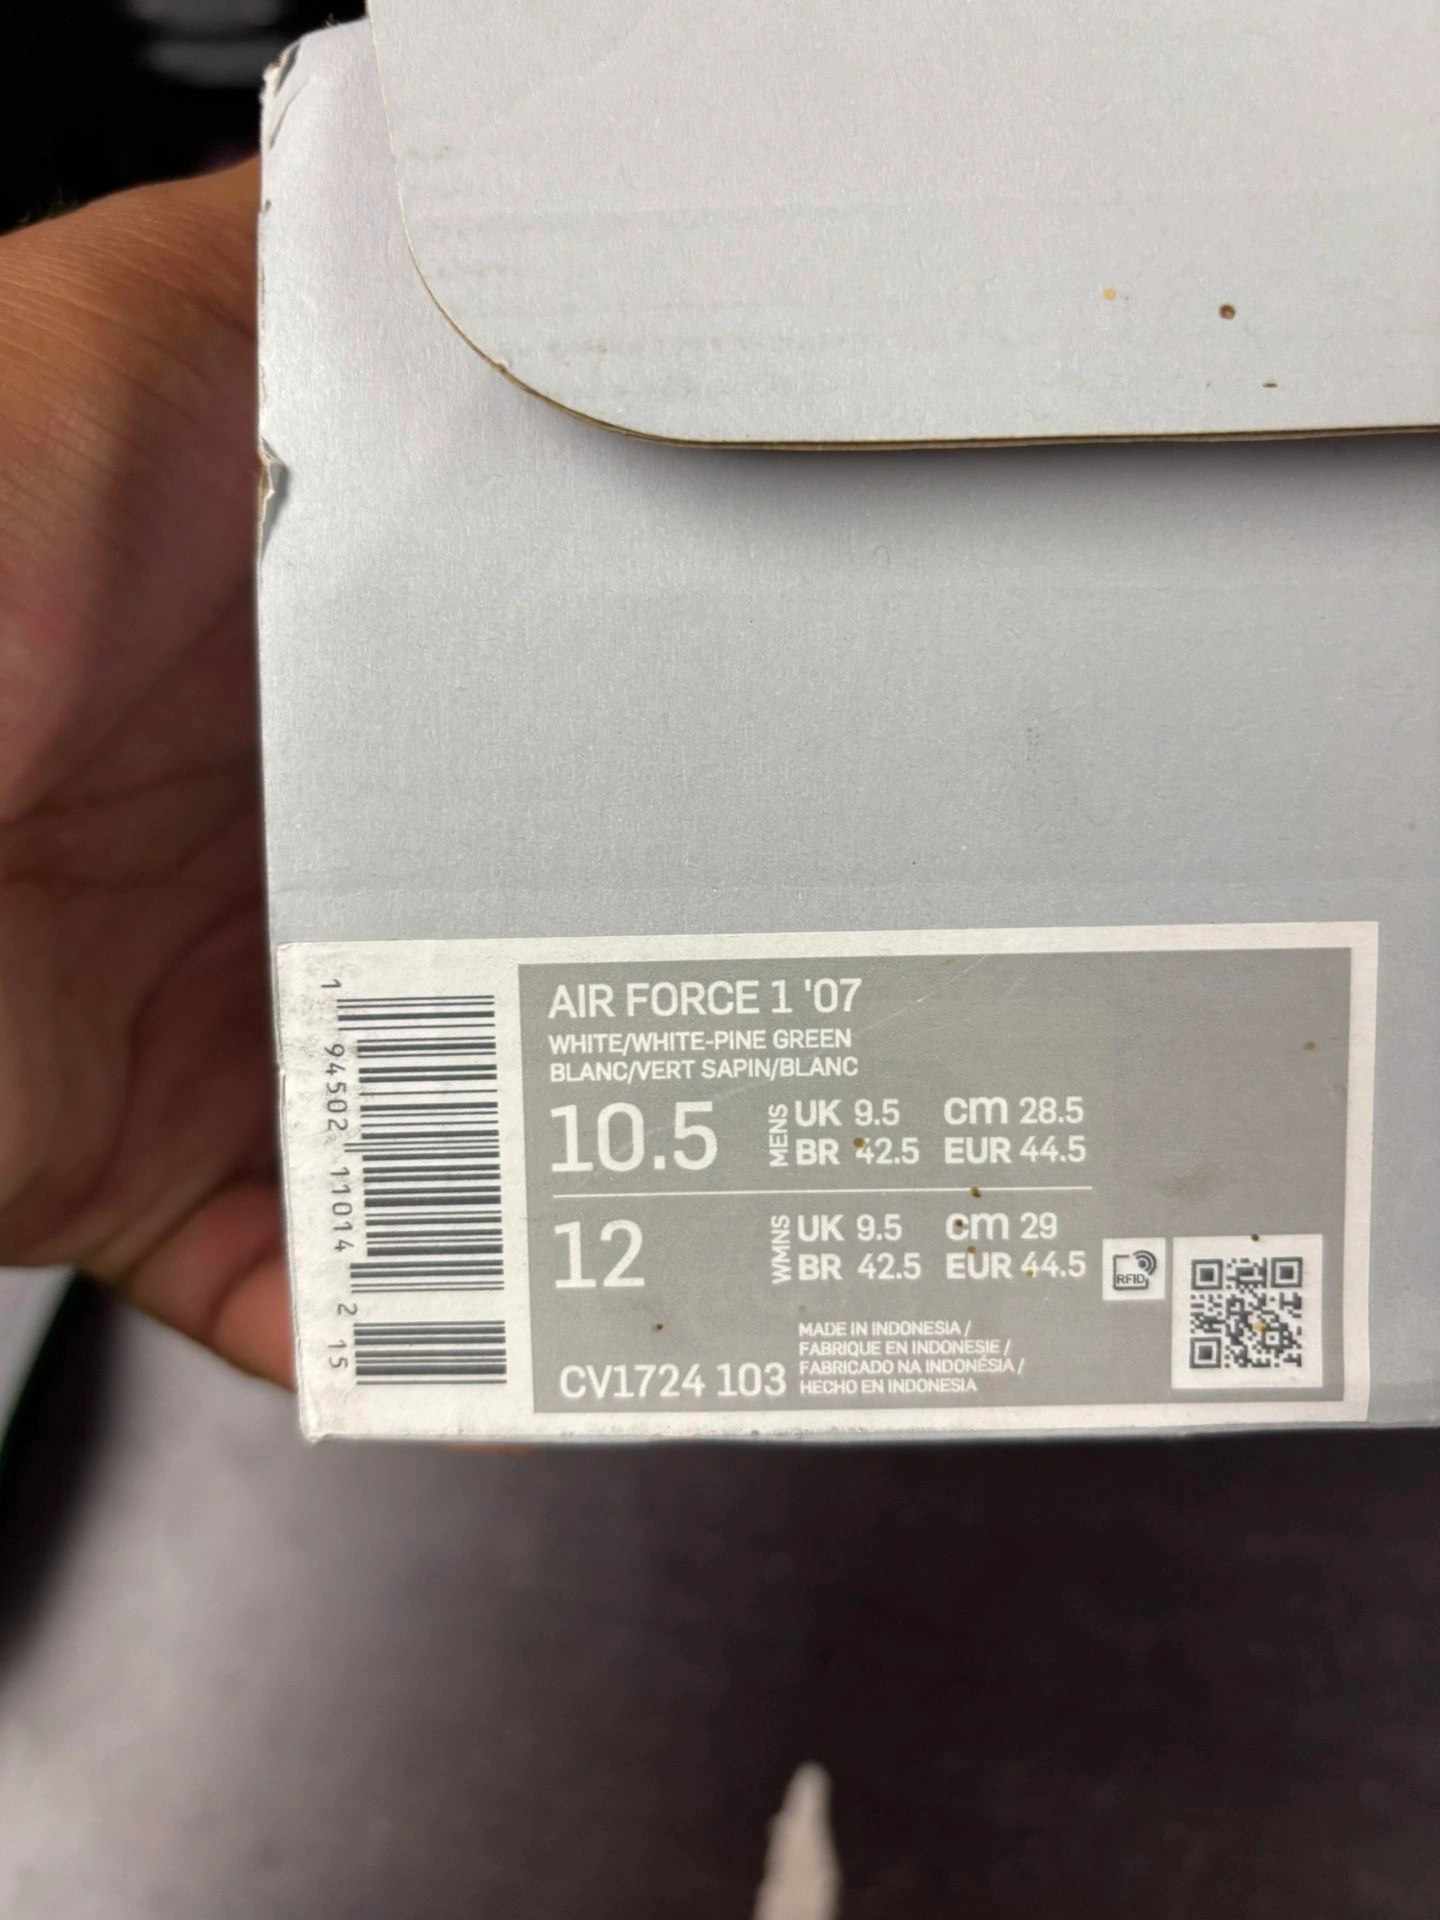 AIR FORCE 1 '07
WHITE/WHITE-PINE GREEN
BLANC/VERT SAPIN/BLANC
10.5 MENS UK 9.5 cm 28.5
BR 42.5 EUR 44.5
12 WMNS UK 9.5 cm 29
BR 42.5 EUR 44.5
RFID
CV1724 103
MADE IN INDONESIA /
FABRIQUE EN INDONESIE /
FABRICADO NA INDONÉSIA /
HECHO EN INDONESIA
1 94502 11014 2 15